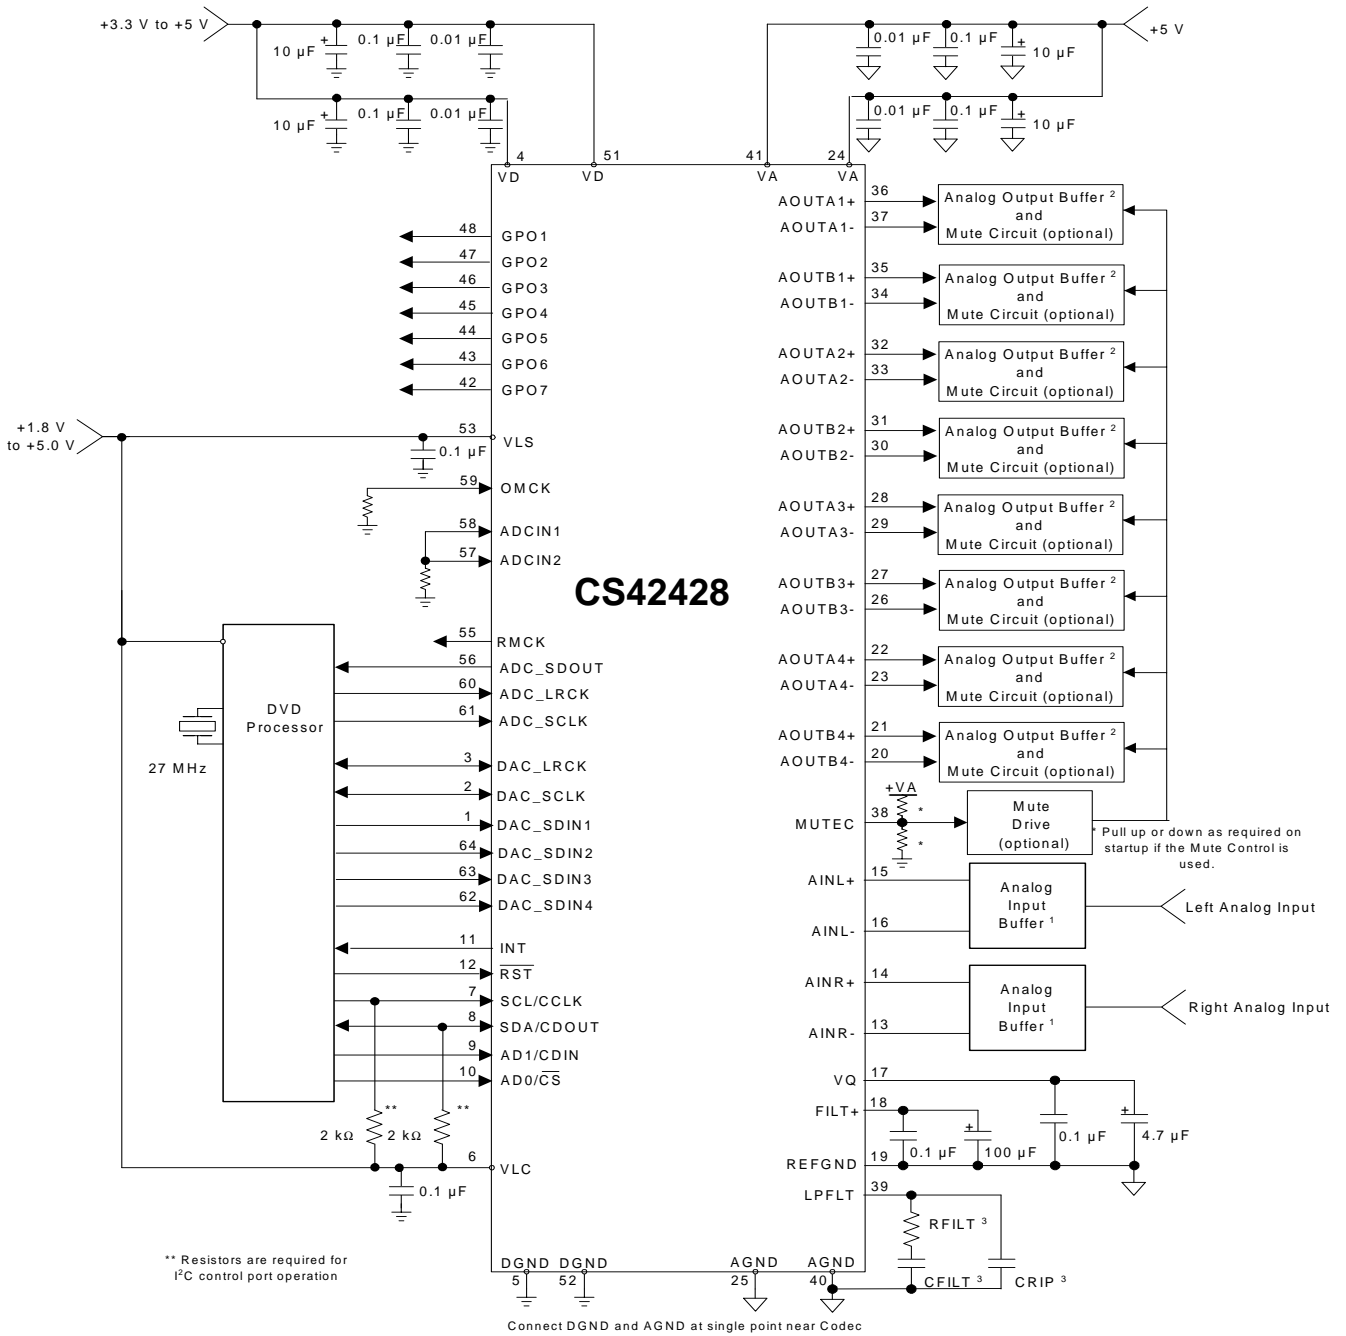 +3.3 V to +5 V
10 µF
+
0.1 µF
0.01 µF
10 µF
+
0.1 µF
0.01 µF
0.01 µF
0.1 µF
+
10 µF
+5 V
0.01 µF
0.1 µF
+
10 µF
4
51
41
24
VD
VD
VA
VA
48
GPO1
47
GPO2
46
GPO3
45
GPO4
44
GPO5
43
GPO6
42
GPO7
+1.8 V
to +5.0 V
53
VLS
0.1 µF
59
OMCK
58
ADCIN1
57
ADCIN2
CS42428
55
RMCK
56
ADC_SDOUT
60
ADC_LRCK
61
ADC_SCLK
DVD
Processor
27 MHz
3
DAC_LRCK
2
DAC_SCLK
1
DAC_SDIN1
64
DAC_SDIN2
63
DAC_SDIN3
62
DAC_SDIN4
11
INT
12
RST
7
SCL/CCLK
8
SDA/CDOUT
9
AD1/CDIN
10
AD0/CS
**
**
2 kΩ
2 kΩ
6
VLC
0.1 µF
** Resistors are required for
I²C control port operation
AOUTA1+
36
AOUTA1-
37
Analog Output Buffer ²
and
Mute Circuit (optional)
AOUTB1+
35
AOUTB1-
34
Analog Output Buffer ²
and
Mute Circuit (optional)
AOUTA2+
32
AOUTA2-
33
Analog Output Buffer ²
and
Mute Circuit (optional)
AOUTB2+
31
AOUTB2-
30
Analog Output Buffer ²
and
Mute Circuit (optional)
AOUTA3+
28
AOUTA3-
29
Analog Output Buffer ²
and
Mute Circuit (optional)
AOUTB3+
27
AOUTB3-
26
Analog Output Buffer ²
and
Mute Circuit (optional)
AOUTA4+
22
AOUTA4-
23
Analog Output Buffer ²
and
Mute Circuit (optional)
AOUTB4+
21
AOUTB4-
20
Analog Output Buffer ²
and
Mute Circuit (optional)
+VA
*
*
MUTEC
38
Mute
Drive
(optional)
* Pull up or down as required on
startup if the Mute Control is
used.
AINL+
15
AINL-
16
Analog
Input
Buffer ¹
Left Analog Input
AINR+
14
AINR-
13
Analog
Input
Buffer ¹
Right Analog Input
VQ
17
FILT+
18
0.1 µF
+
100 µF
0.1 µF
+
4.7 µF
REFGND
19
LPFLT
39
RFILT ³
CFILT ³
CRIP ³
DGND
DGND
AGND
AGND
5
52
25
40
Connect DGND and AGND at single point near Codec